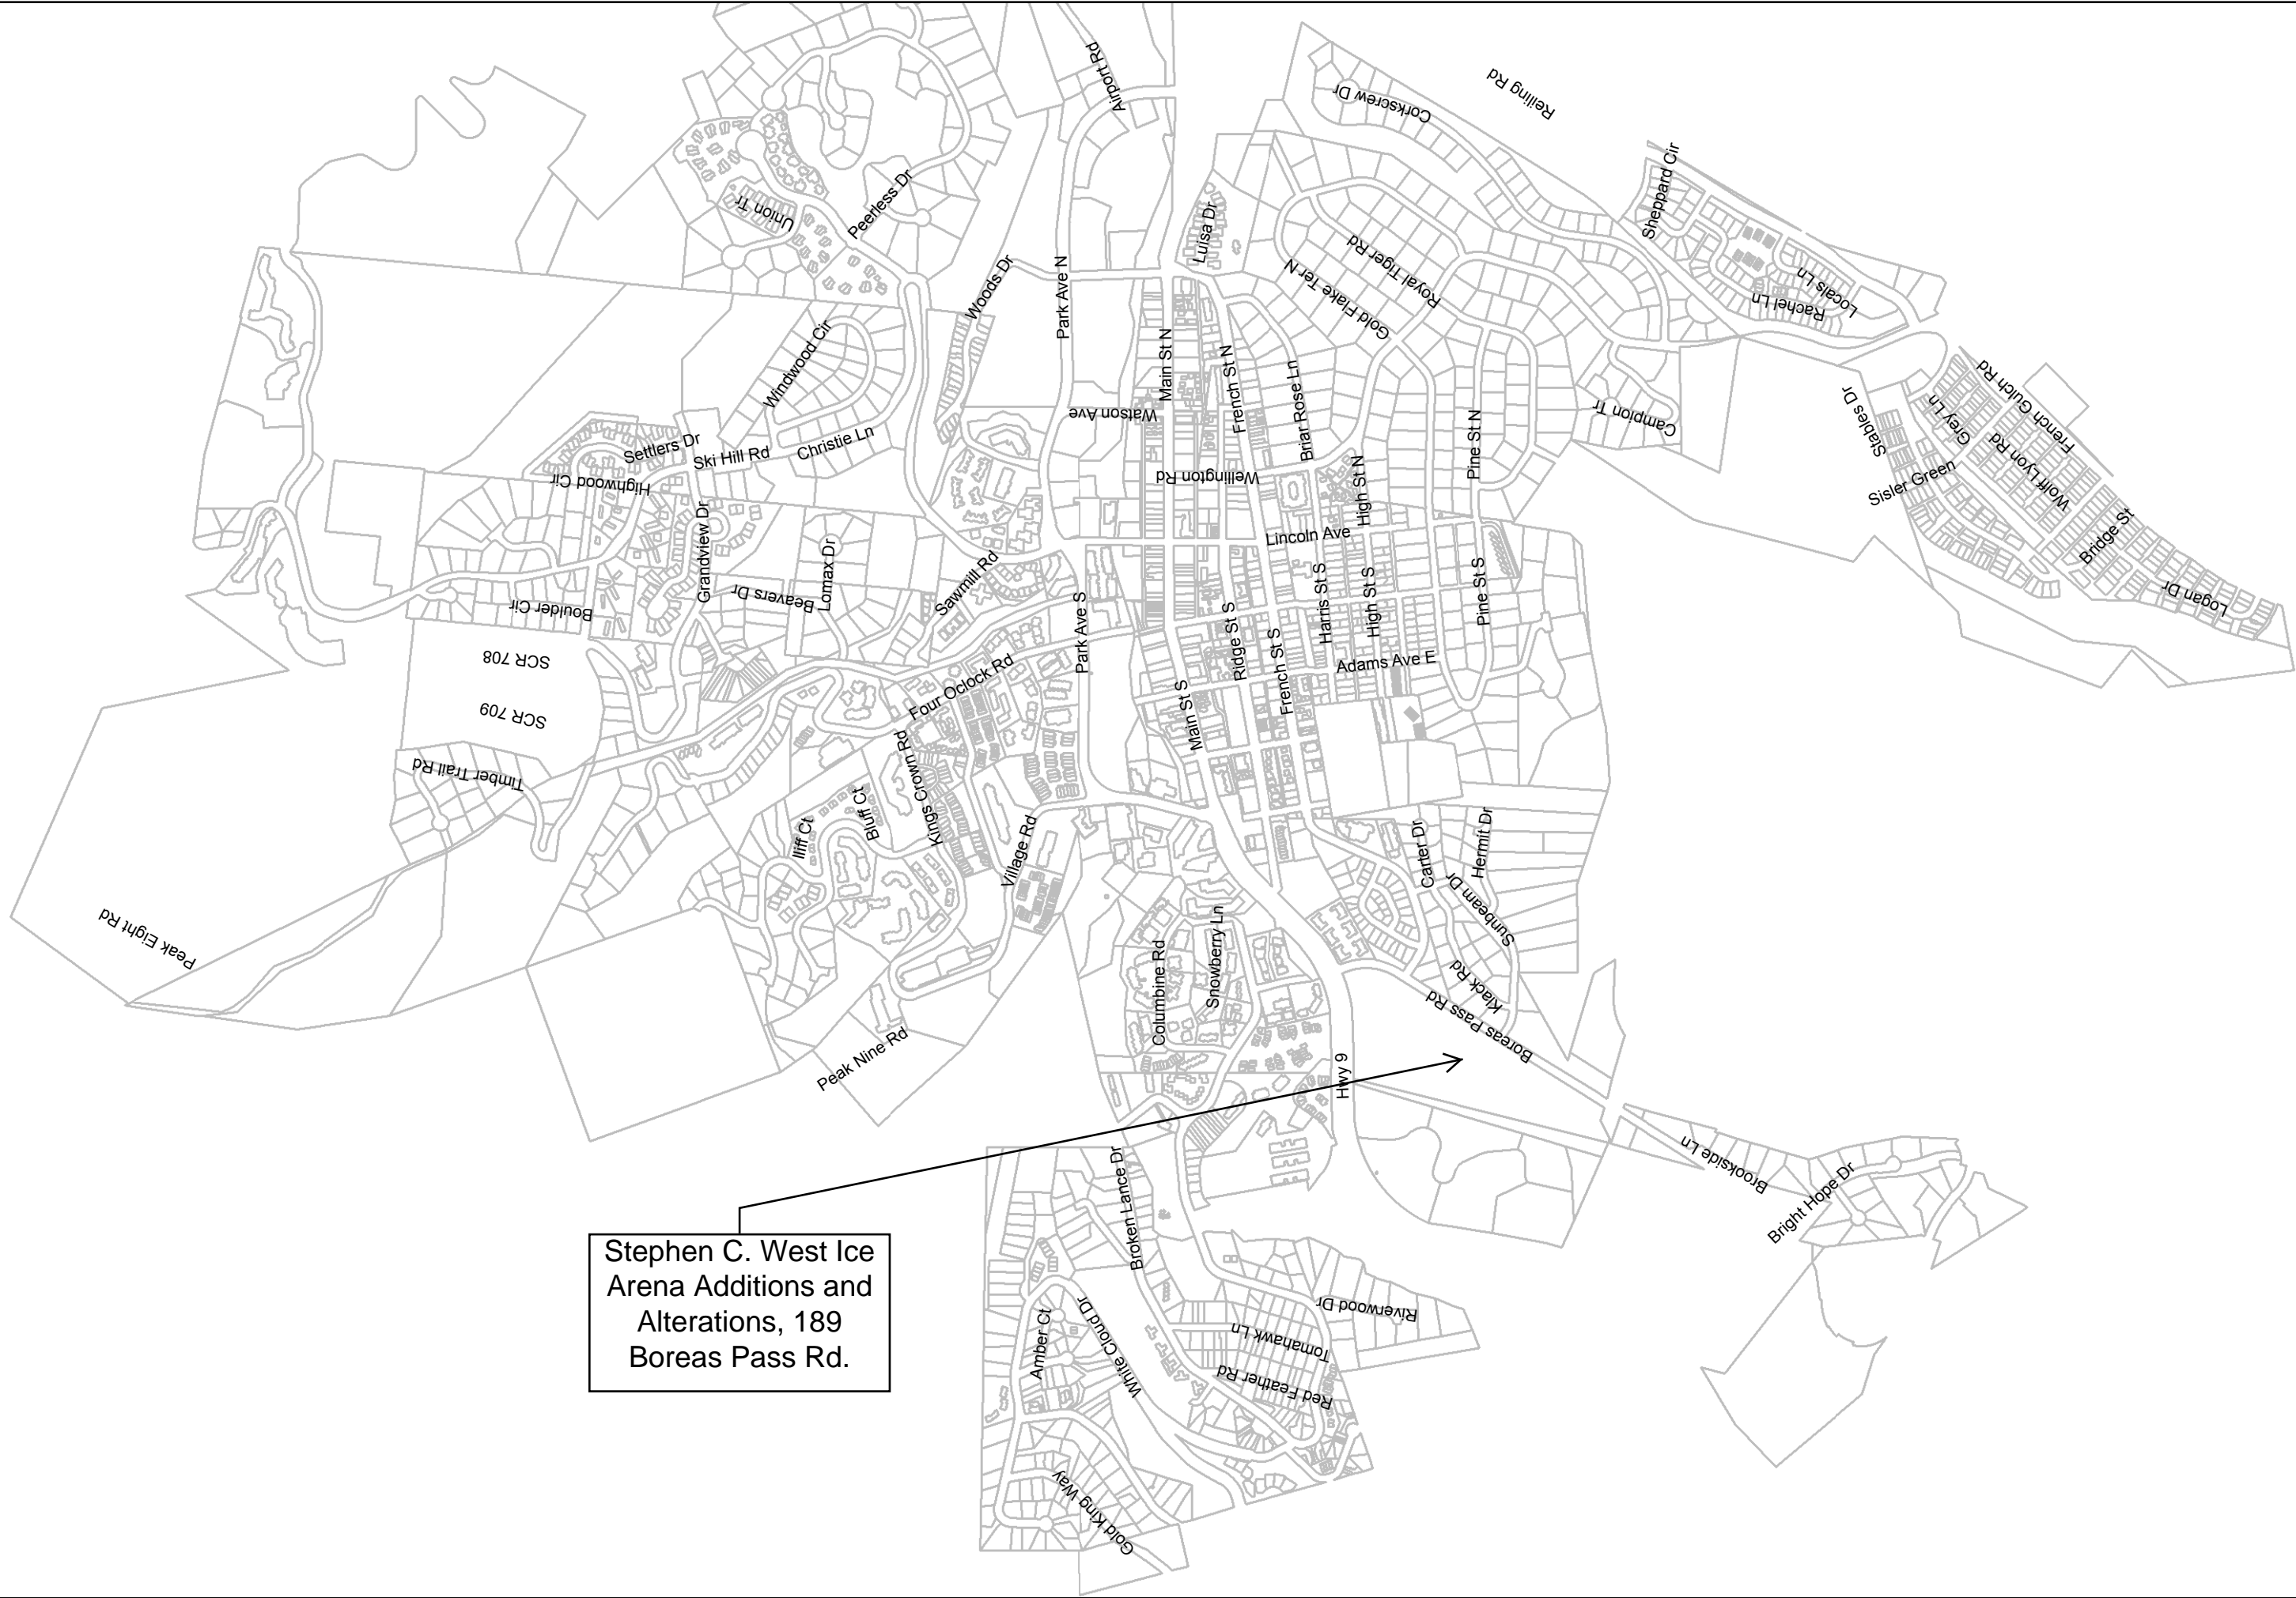 Airport Rd
Reiling Rd
Corkscrew Dr
Sheppard Cir
Peerless Dr
Union Tr
Luisa Dr
Royal Tiger Rd
Woods Dr
Park Ave N
Gold Flake Ter N
Locals Ln
Rachel Ln
Windwood Cir
Main St N
French St N
Briar Rose Ln
French Gulch Rd
Stables Dr
Grey Ln
Watson Ave
Campion Tr
Pine St N
Settlers Dr
Ski Hill Rd
Christie Ln
Wolff Lyon Rd
Highwood Cir
Wellington Rd
High St N
Sisler Green
Grandview Dr
Lincoln Ave
Bridge St
Lomax Dr
Sawmill Rd
Beavers Dr
Boulder Cir
Park Ave S
Ridge St S
Harris St S
High St S
Pine St S
Logan Dr
SCR 708
French St S
Adams Ave E
Four Oclock Rd
SCR 709
Main St S
Timber Trail Rd
Kings Crown Rd
Bluff Ct
Iliff Ct
Village Rd
Carter Dr
Hermit Dr
Sunbeam Dr
Peak Eight Rd
Columbine Rd
Snowberry Ln
Klack Rd
Boreas Pass Rd
Peak Nine Rd
Hwy 9
Brookside Ln
Bright Hope Dr
Broken Lance Dr
Stephen C. West Ice
Arena Additions and
Alterations, 189
Boreas Pass Rd.
Riverwood Dr
Amber Ct
White Cloud Dr
Tomahawk Ln
Red Feather Rd
Gold King Way